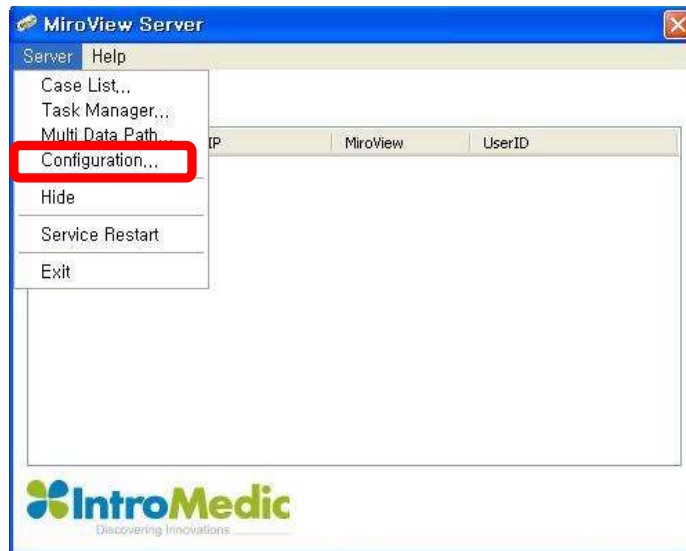 MiroView Server
Server Help
Case List...
Task Manager...
Multi Data Path...
Configuration...
Hide
Service Restart
Exit
IP MiroView UserID
IntroMedic
Discovering Innovations